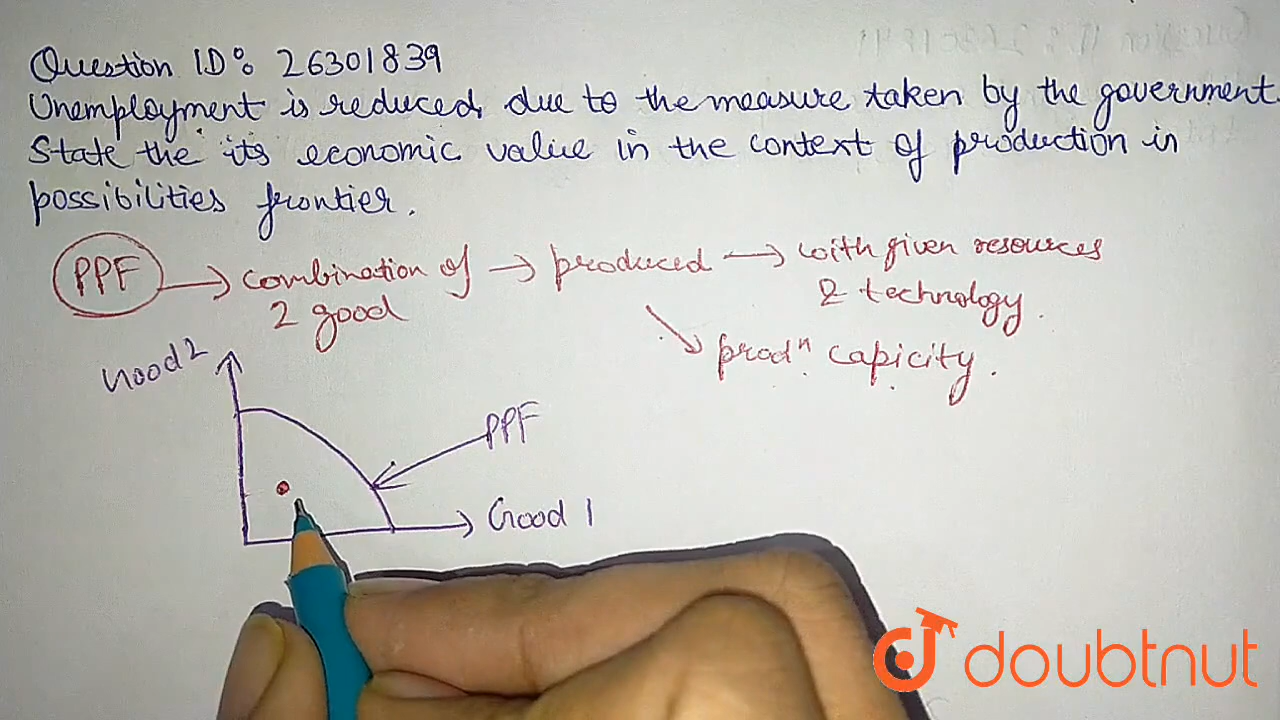 Question ID: 26301839
Unemployment is reduced, due to the measure taken by the government.
State the its economic value in the context of production in
possibilities frontier.
PPF → combination of → produced → with given resources
2 good
& technology.
↘ prodⁿ capicity.
Good 2
PPF
Good 1
doubtnut